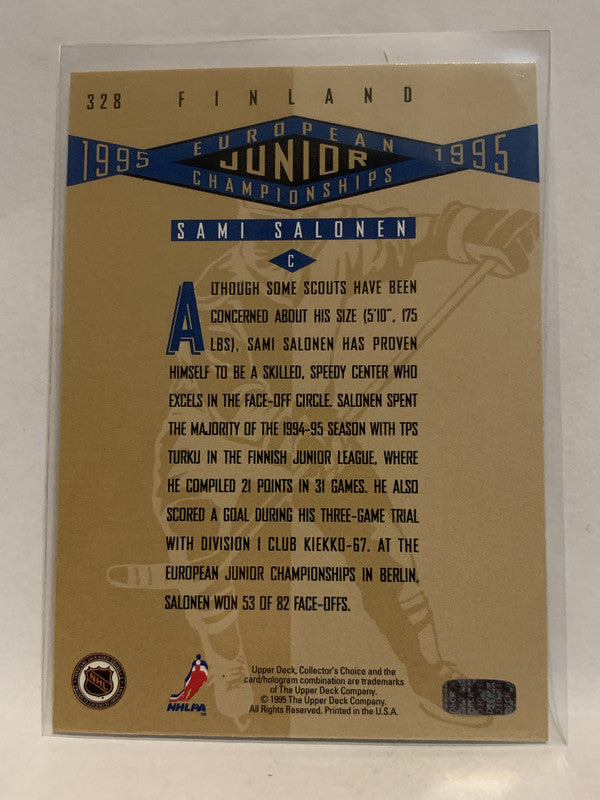 328 FINLAND
1995 EUROPEAN JUNIOR CHAMPIONSHIPS 1995
SAMI SALONEN
C
ALTHOUGH SOME SCOUTS HAVE BEEN
CONCERNED ABOUT HIS SIZE (5'10", 175
LBS), SAMI SALONEN HAS PROVEN
HIMSELF TO BE A SKILLED, SPEEDY CENTER WHO
EXCELS IN THE FACE-OFF CIRCLE. SALONEN SPENT
THE MAJORITY OF THE 1994-95 SEASON WITH TPS
TURKU IN THE FINNISH JUNIOR LEAGUE, WHERE
HE COMPILED 21 POINTS IN 31 GAMES. HE ALSO
SCORED A GOAL DURING HIS THREE-GAME TRIAL
WITH DIVISION I CLUB KIEKKO-67. AT THE
EUROPEAN JUNIOR CHAMPIONSHIPS IN BERLIN,
SALONEN WON 53 OF 82 FACE-OFFS.
NHL
NHLPA
TM
Upper Deck, Collector's Choice and the
card/hologram combination are trademarks
of The Upper Deck Company.
© 1995 The Upper Deck Company.
All Rights Reserved. Printed in the U.S.A.